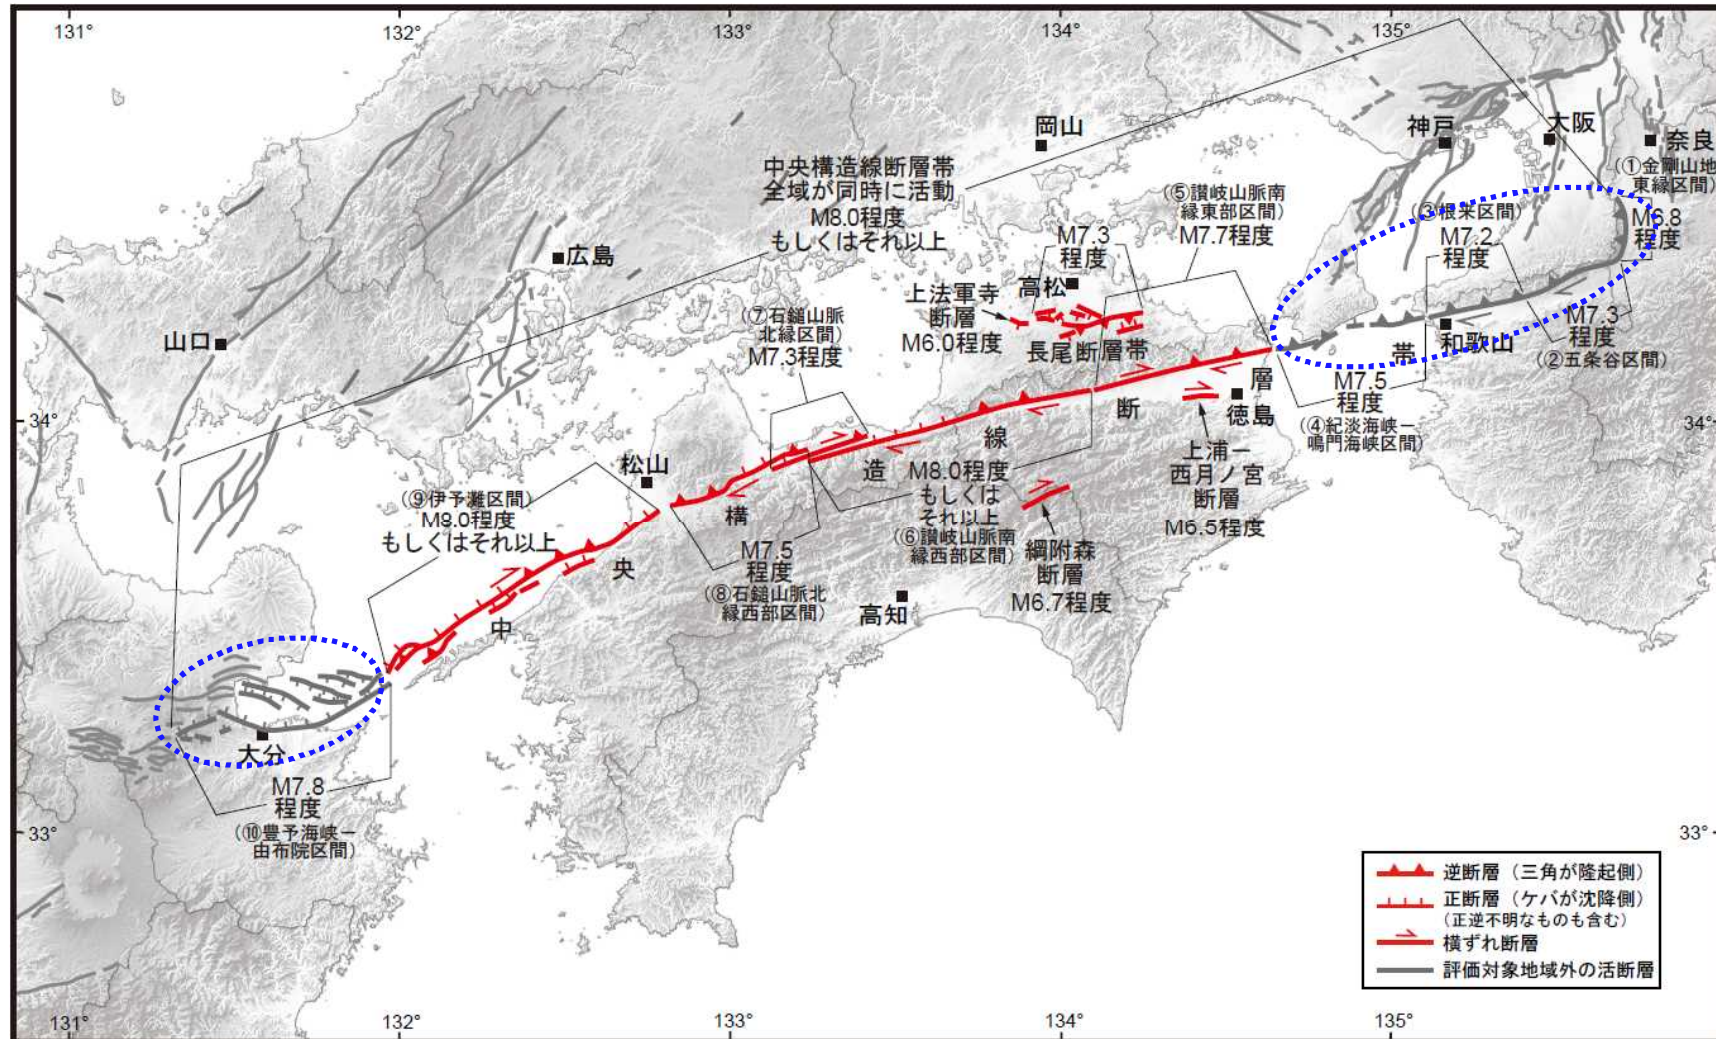 131°
132°
133°
134°
135°
岡山
神戸
大阪
奈良
(①金剛山地
東縁区間)
M6.8
程度
中央構造線断層帯
全域が同時に活動
M8.0程度
もしくはそれ以上
(⑤讃岐山脈南
縁東部区間)
M7.7程度
(③根来区間)
M7.2
程度
M7.3
程度
高松
広島
上法軍寺
断層
M6.0程度
長尾断層帯
山口
(⑦石鎚山脈
北縁区間)
M7.3程度
和歌山
M7.3
程度
(②五条谷区間)
M7.5
程度
(④紀淡海峡ー
鳴門海峡区間)
徳島
34°
34°
中
央
構
造
線
断
層
帯
松山
M8.0程度
もしくは
それ以上
(⑥讃岐山脈南
縁西部区間)
上浦ー
西月ノ宮
断層
M6.5程度
(⑨伊予灘区間)
M8.0程度
もしくはそれ以上
M7.5
程度
(⑧石鎚山脈北
縁西部区間)
綱附森
断層
M6.7程度
高知
大分
M7.8
程度
(⑩豊予海峡ー
由布院区間)
33°
33°
逆断層(三角が隆起側)
正断層(ケバが沈降側)
(正逆不明なものも含む)
横ずれ断層
評価対象地域外の活断層
131°
132°
133°
134°
135°